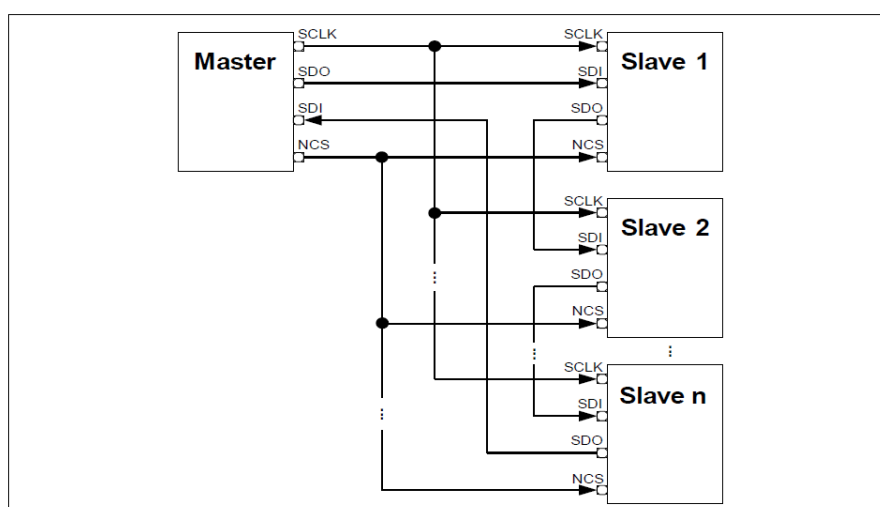 Master
SCLK
SDO
SDI
NCS
SCLK
SDI
SDO
NCS
Slave 1
SCLK
SDI
SDO
NCS
Slave 2
SCLK
SDI
SDO
NCS
Slave n